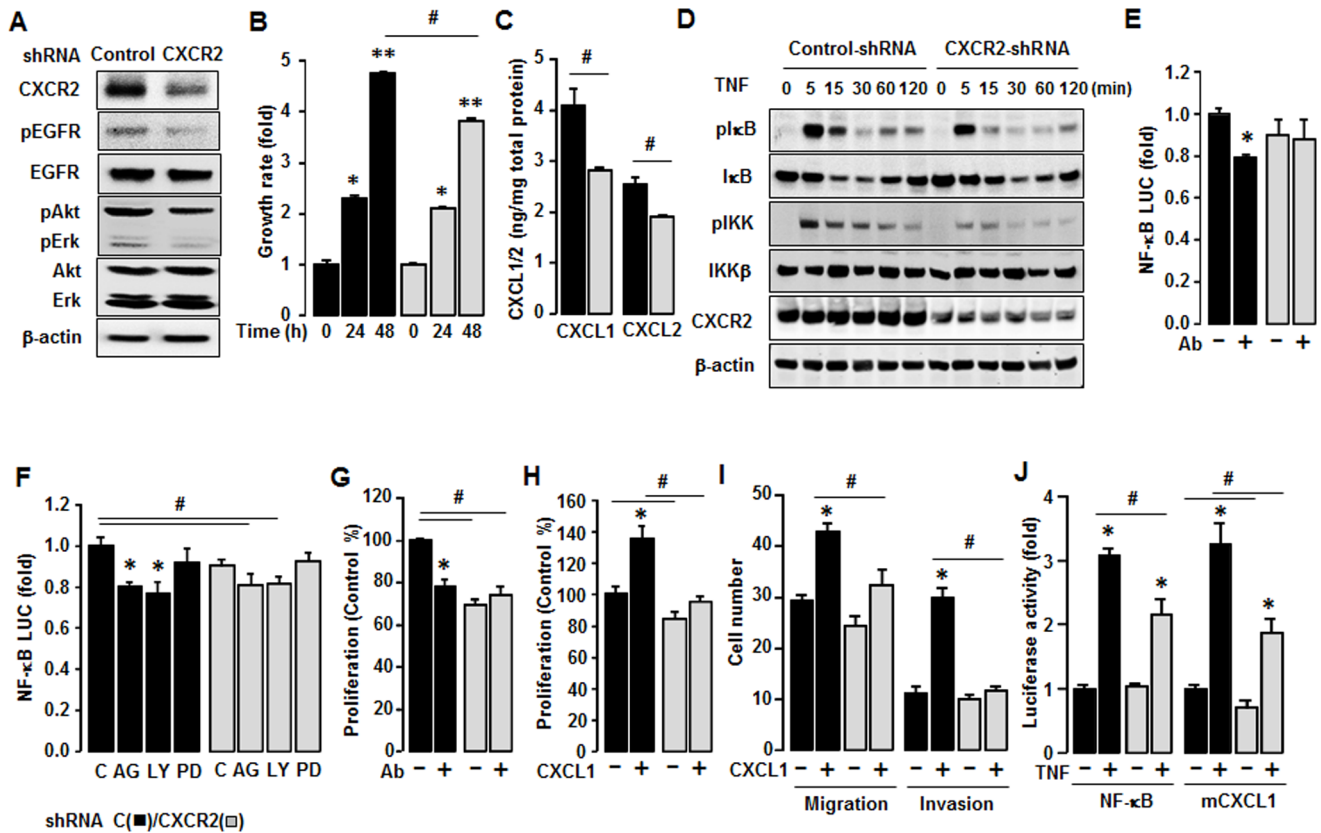 A
shRNA Control CXCR2
CXCR2
pEGFR
EGFR
pAkt
pErk
Akt
Erk
β-actin
B
#
Growth rate (fold)
5
4
3
2
1
0
* ** * **
Time (h) 0 24 48 0 24 48
C
CXCL1/2 (ng/mg total protein)
5
4
3
2
1
0
# #
CXCL1 CXCL2
D
Control-shRNA CXCR2-shRNA
TNF 0 5 15 30 60 120 0 5 15 30 60 120 (min)
pIκB
IκB
pIKK
IKKβ
CXCR2
β-actin
E
NF-κB LUC (fold)
1.2
1.0
0.8
0.6
0.4
0.2
0.0
*
Ab − + − +
F
NF-κB LUC (fold)
1.2
1.0
0.8
0.6
0.4
0.2
0.0
#
* *
C AG LY PD C AG LY PD
G
Proliferation (Control %)
120
100
80
60
40
20
0
#
*
Ab − + − +
H
Proliferation (Control %)
160
140
120
100
80
60
40
20
0
#
*
CXCL1 − + − +
I
Cell number
50
40
30
20
10
0
# #
* *
CXCL1 − + − + − + − +
Migration Invasion
J
Luciferase activity (fold)
4
3
2
1
0
# #
* * * *
TNF − + − + − + − +
NF-κB mCXCL1
shRNA C(■)/CXCR2(■)